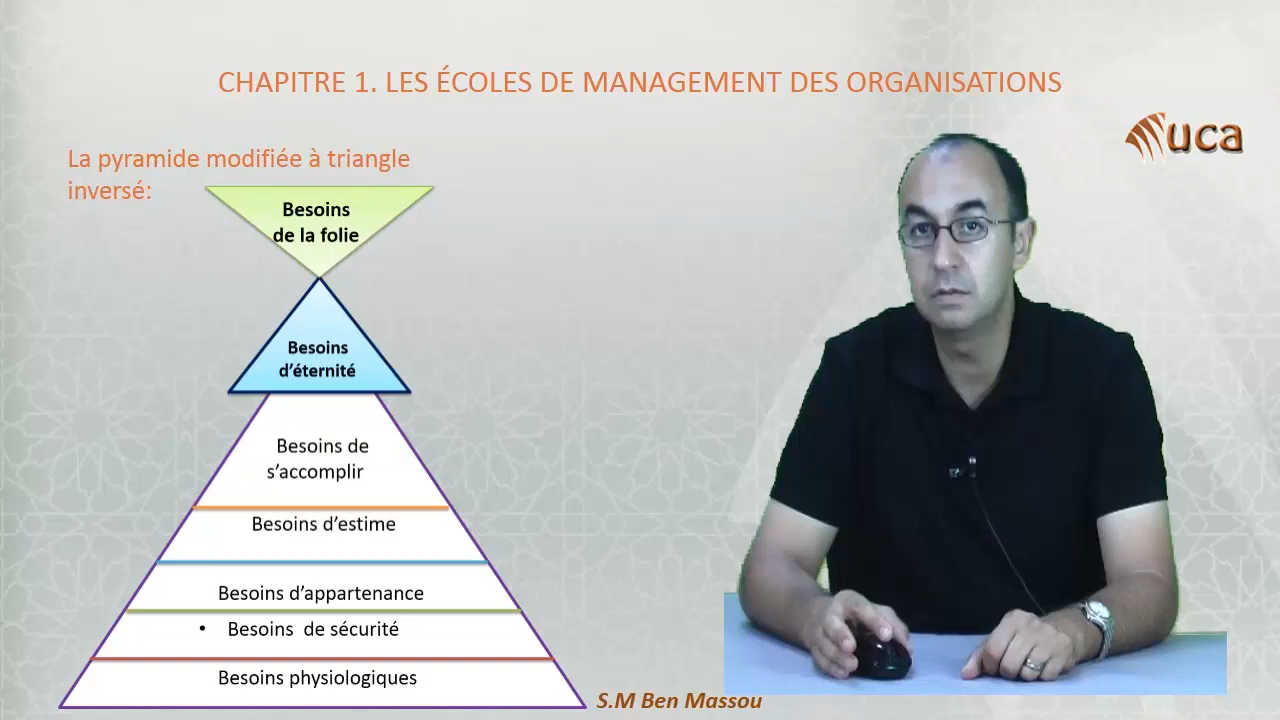 CHAPITRE 1. LES ÉCOLES DE MANAGEMENT DES ORGANISATIONS
uca
La pyramide modifiée à triangle
inversé:
Besoins
de la folie
Besoins
d’éternité
Besoins de
s’accomplir
Besoins d’estime
Besoins d’appartenance
• Besoins de sécurité
Besoins physiologiques
S.M Ben Massou